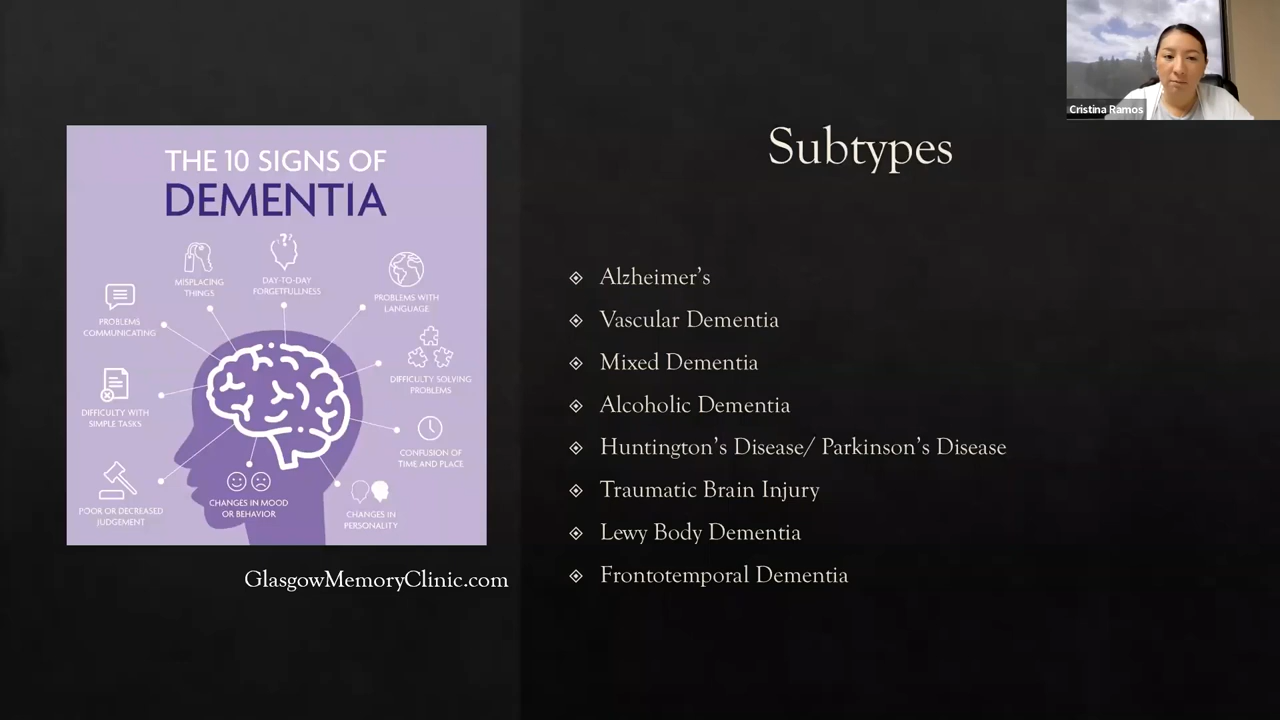 Cristina Ramos
THE 10 SIGNS OF
DEMENTIA
MISPLACING
THINGS
DAY-TO-DAY
FORGETFULLNESS
PROBLEMS WITH
LANGUAGE
PROBLEMS
COMMUNICATING
DIFFICULTY SOLVING
PROBLEMS
DIFFICULTY WITH
SIMPLE TASKS
CONFUSION OF
TIME AND PLACE
POOR OR DECREASED
JUDGEMENT
CHANGES IN MOOD
OR BEHAVIOR
CHANGES IN
PERSONALITY
GlasgowMemoryClinic.com
Subtypes
Alzheimer's
Vascular Dementia
Mixed Dementia
Alcoholic Dementia
Huntington's Disease/ Parkinson's Disease
Traumatic Brain Injury
Lewy Body Dementia
Frontotemporal Dementia